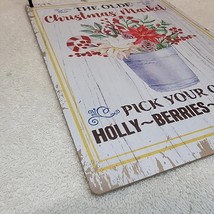 THE OLDE
Christmas Market
PICK YOUR O
HOLLY~BERRIES~